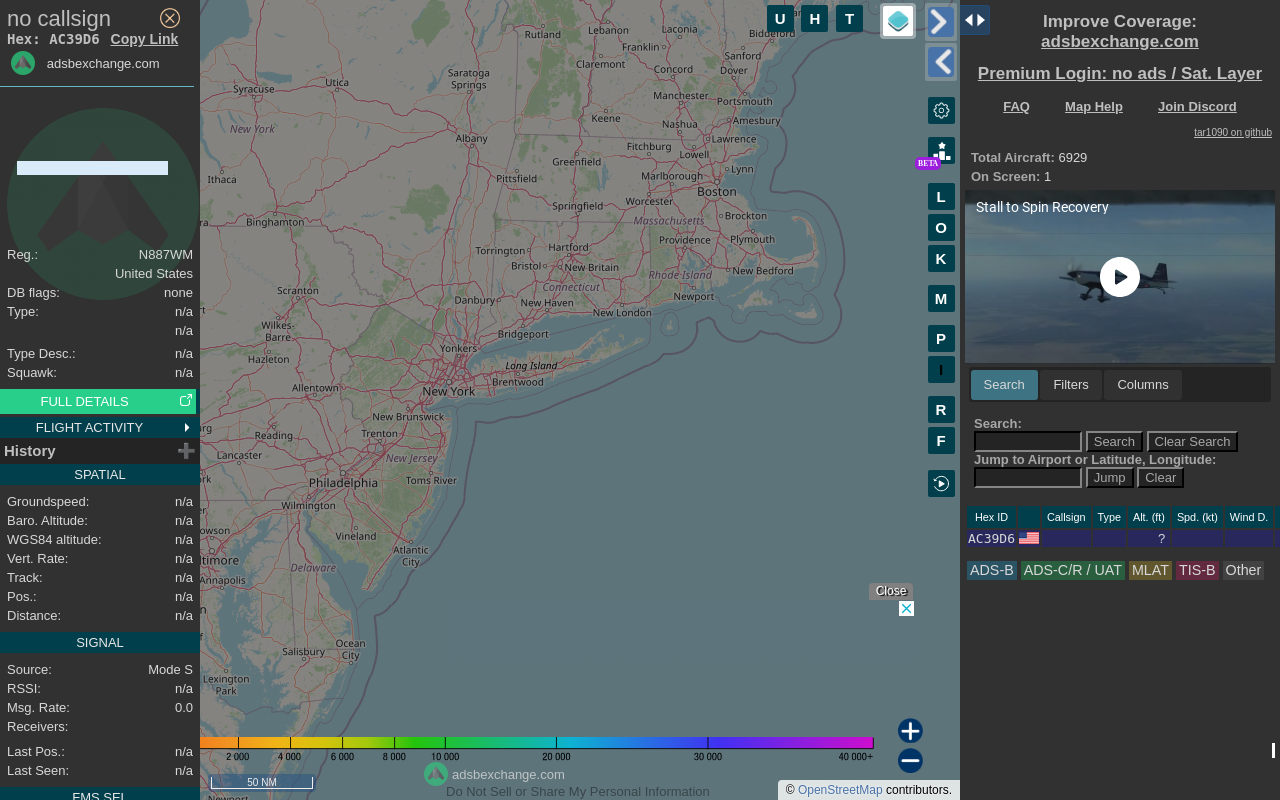 no callsign
Hex: AC39D6 Copy Link
adsbexchange.com
Reg.: N887WM
United States
DB flags: none
Type: n/a
n/a
Type Desc.: n/a
Squawk: n/a
FULL DETAILS
FLIGHT ACTIVITY
History
SPATIAL
Groundspeed: n/a
Baro. Altitude: n/a
WGS84 altitude: n/a
Vert. Rate: n/a
Track: n/a
Pos.: n/a
Distance: n/a
SIGNAL
Source: Mode S
RSSI: n/a
Msg. Rate: 0.0
Receivers:
Last Pos.: n/a
Last Seen: n/a
FMS SEL
U H T
Rutland
Lebanon
Laconia
Biddeford
Franklin
Sanford
Claremont
Concord
Dover
Saratoga
Springs
Utica
Syracuse
Manchester
Portsmouth
Keene
Nashua
Amesbury
New York
Albany
Lawrence
Fitchburg
Lowell
Greenfield
Lynn
Marlborough
Ithaca
Pittsfield
Boston
Worcester
Springfield
Massachusetts
Brockton
Binghamton
Providence
Plymouth
Torrington
Hartford
Bristol
New Britain
New Bedford
Rhode Island
Connecticut
Scranton
Danbury
New Haven
Newport
New London
Wilkes-
Barre
Bridgeport
Yonkers
Hazleton
Long Island
Brentwood
Allentown
New York
New Brunswick
Reading
Trenton
Lancaster
New Jersey
Philadelphia
Toms River
Wilmington
Vineland
Atlantic
City
Delaware
Annapolis
Ocean
City
Salisbury
Lexington
Park
BETA
L
O
K
M
P
I
R
F
Close
2 000 4 000 6 000 8 000 10 000 20 000 30 000 40 000+
50 NM
adsbexchange.com
Do Not Sell or Share My Personal Information
© OpenStreetMap contributors.
Improve Coverage:
adsbexchange.com
Premium Login: no ads / Sat. Layer
FAQ Map Help Join Discord
tar1090 on github
Total Aircraft: 6929
On Screen: 1
Stall to Spin Recovery
Search Filters Columns
Search:
Search Clear Search
Jump to Airport or Latitude, Longitude:
Jump Clear
Hex ID Callsign Type Alt. (ft) Spd. (kt) Wind D.
AC39D6 ?
ADS-B ADS-C/R / UAT MLAT TIS-B Other